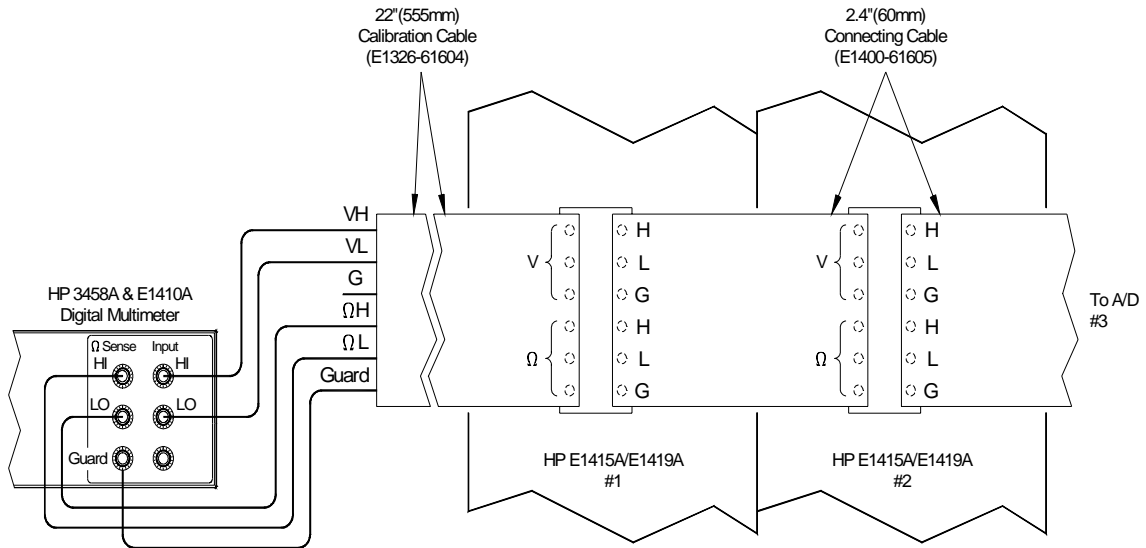 22"(555mm)
Calibration Cable
(E1326-61604)
2.4"(60mm)
Connecting Cable
(E1400-61605)
VH
VL
G
ΩH
ΩL
Guard
HP 3458A & E1410A
Digital Multimeter
Ω Sense Input
HI HI
LO LO
Guard
V
H
L
G
Ω
H
L
G
V
H
L
G
Ω
H
L
G
To A/D
#3
HP E1415A/E1419A
#1
HP E1415A/E1419A
#2